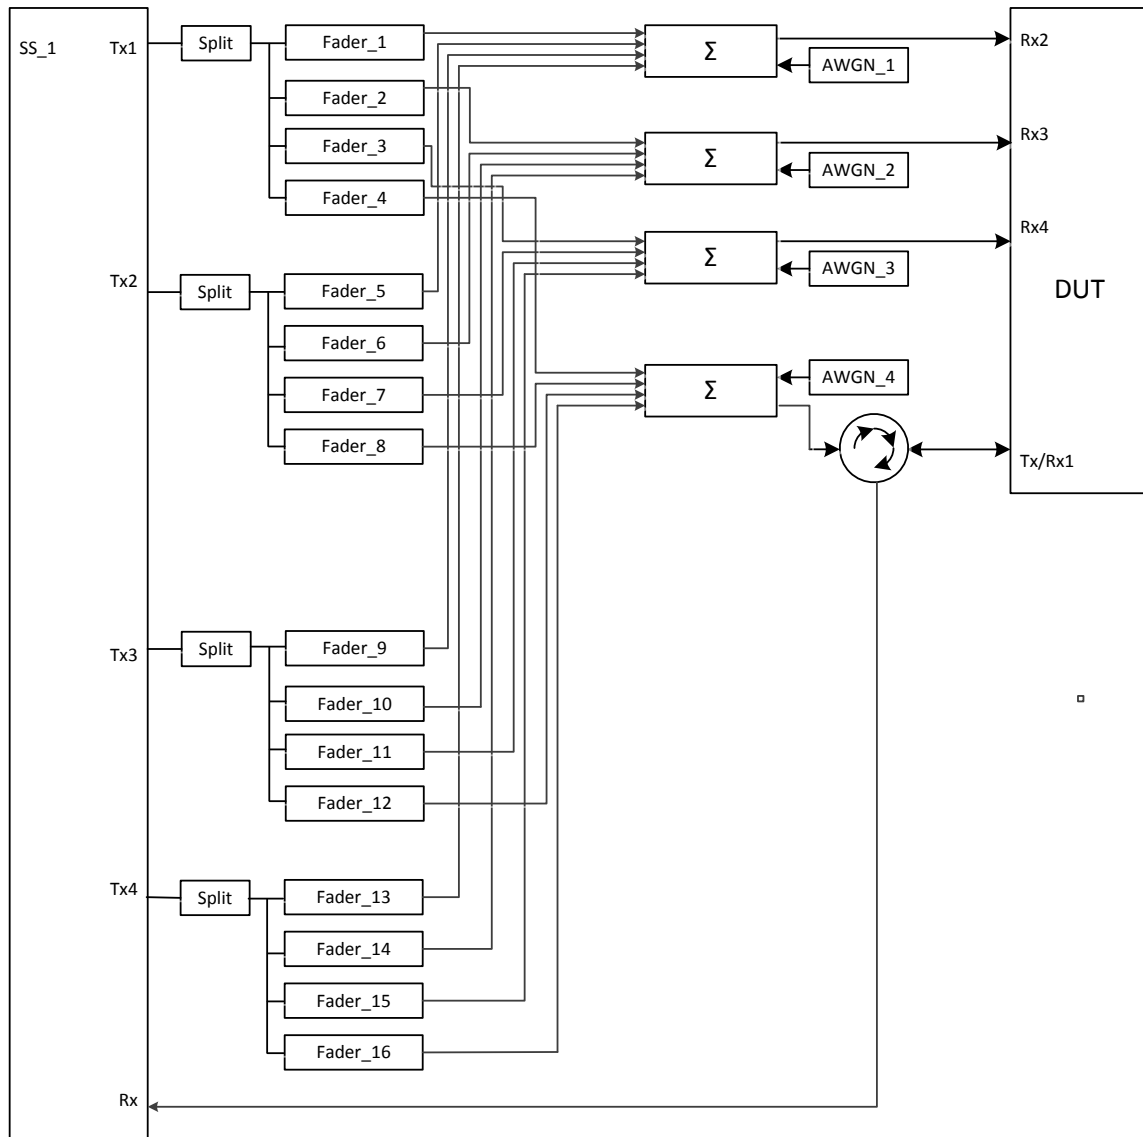 SS_1
Tx1
Split
Fader_1
Fader_2
Fader_3
Fader_4
Tx2
Split
Fader_5
Fader_6
Fader_7
Fader_8
Tx3
Split
Fader_9
Fader_10
Fader_11
Fader_12
Tx4
Split
Fader_13
Fader_14
Fader_15
Fader_16
Rx
Σ
AWGN_1
Σ
AWGN_2
Σ
AWGN_3
Σ
AWGN_4
Rx2
Rx3
Rx4
DUT
Tx/Rx1